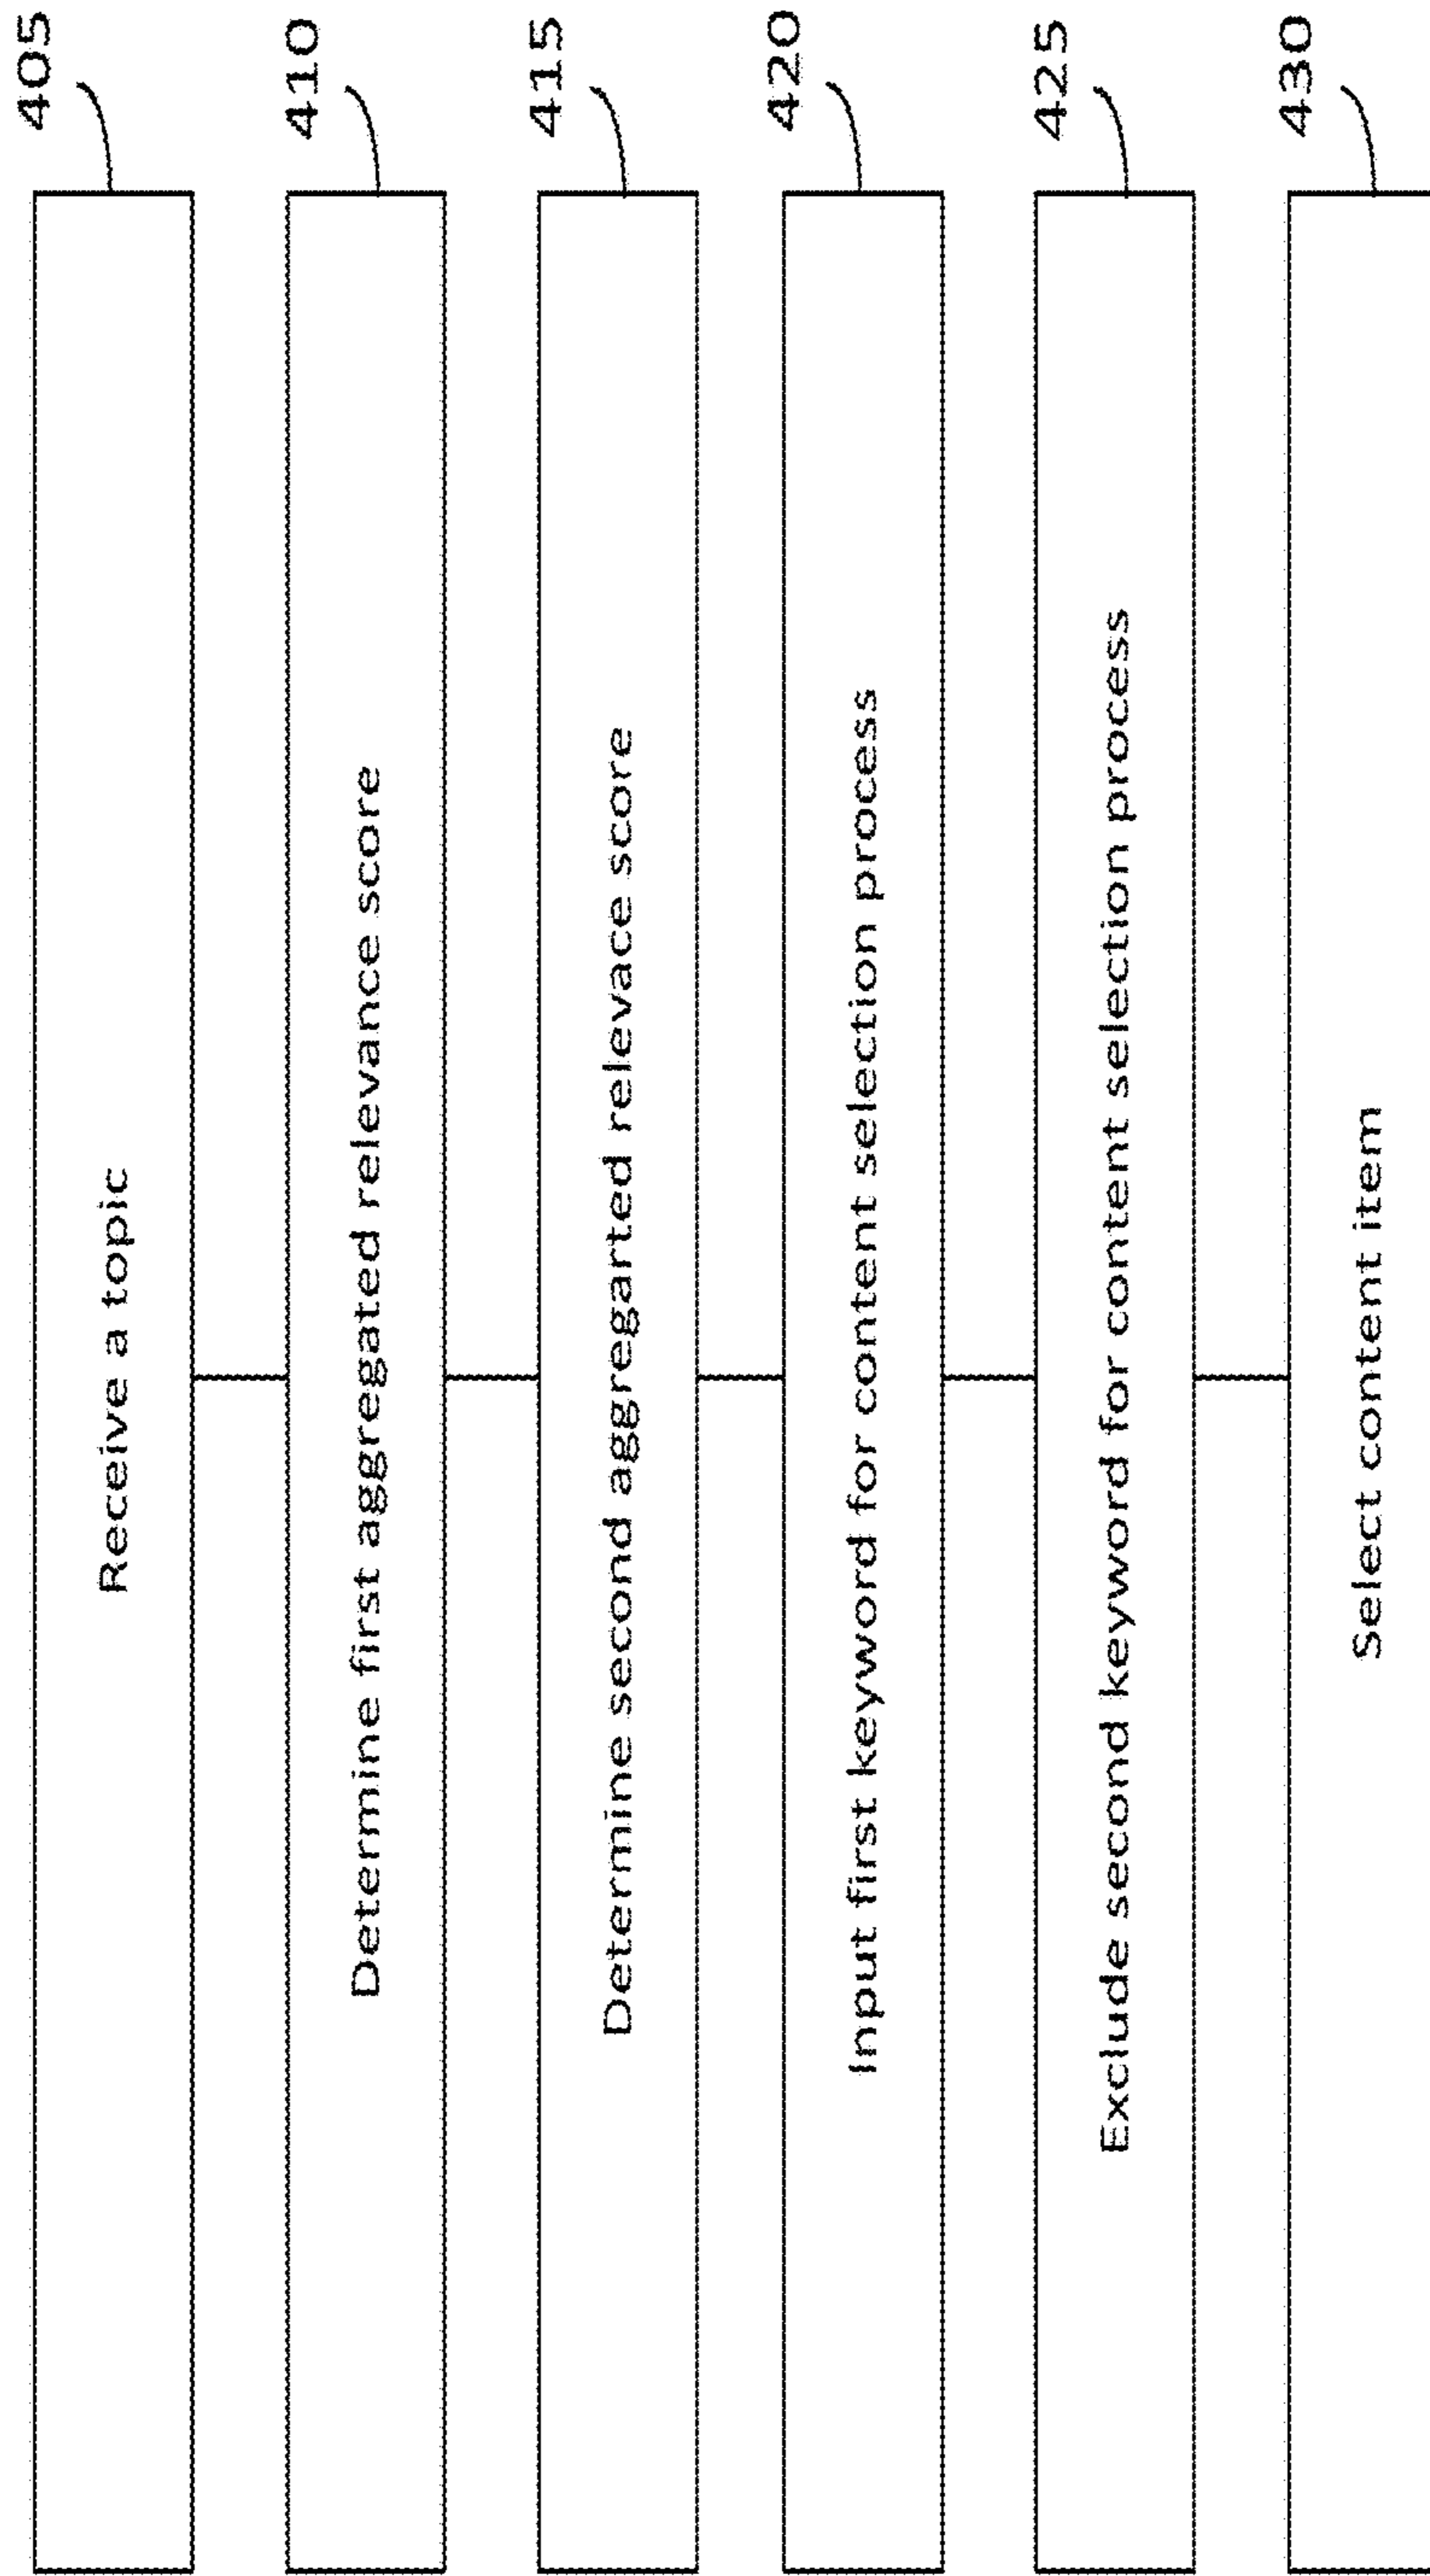 405
Receive a topic
410
Determine first aggregated relevance score
415
Determine second aggregarted relevace score
420
Input first keyword for content selection process
425
Exclude second keyword for content selection process
430
Select content item